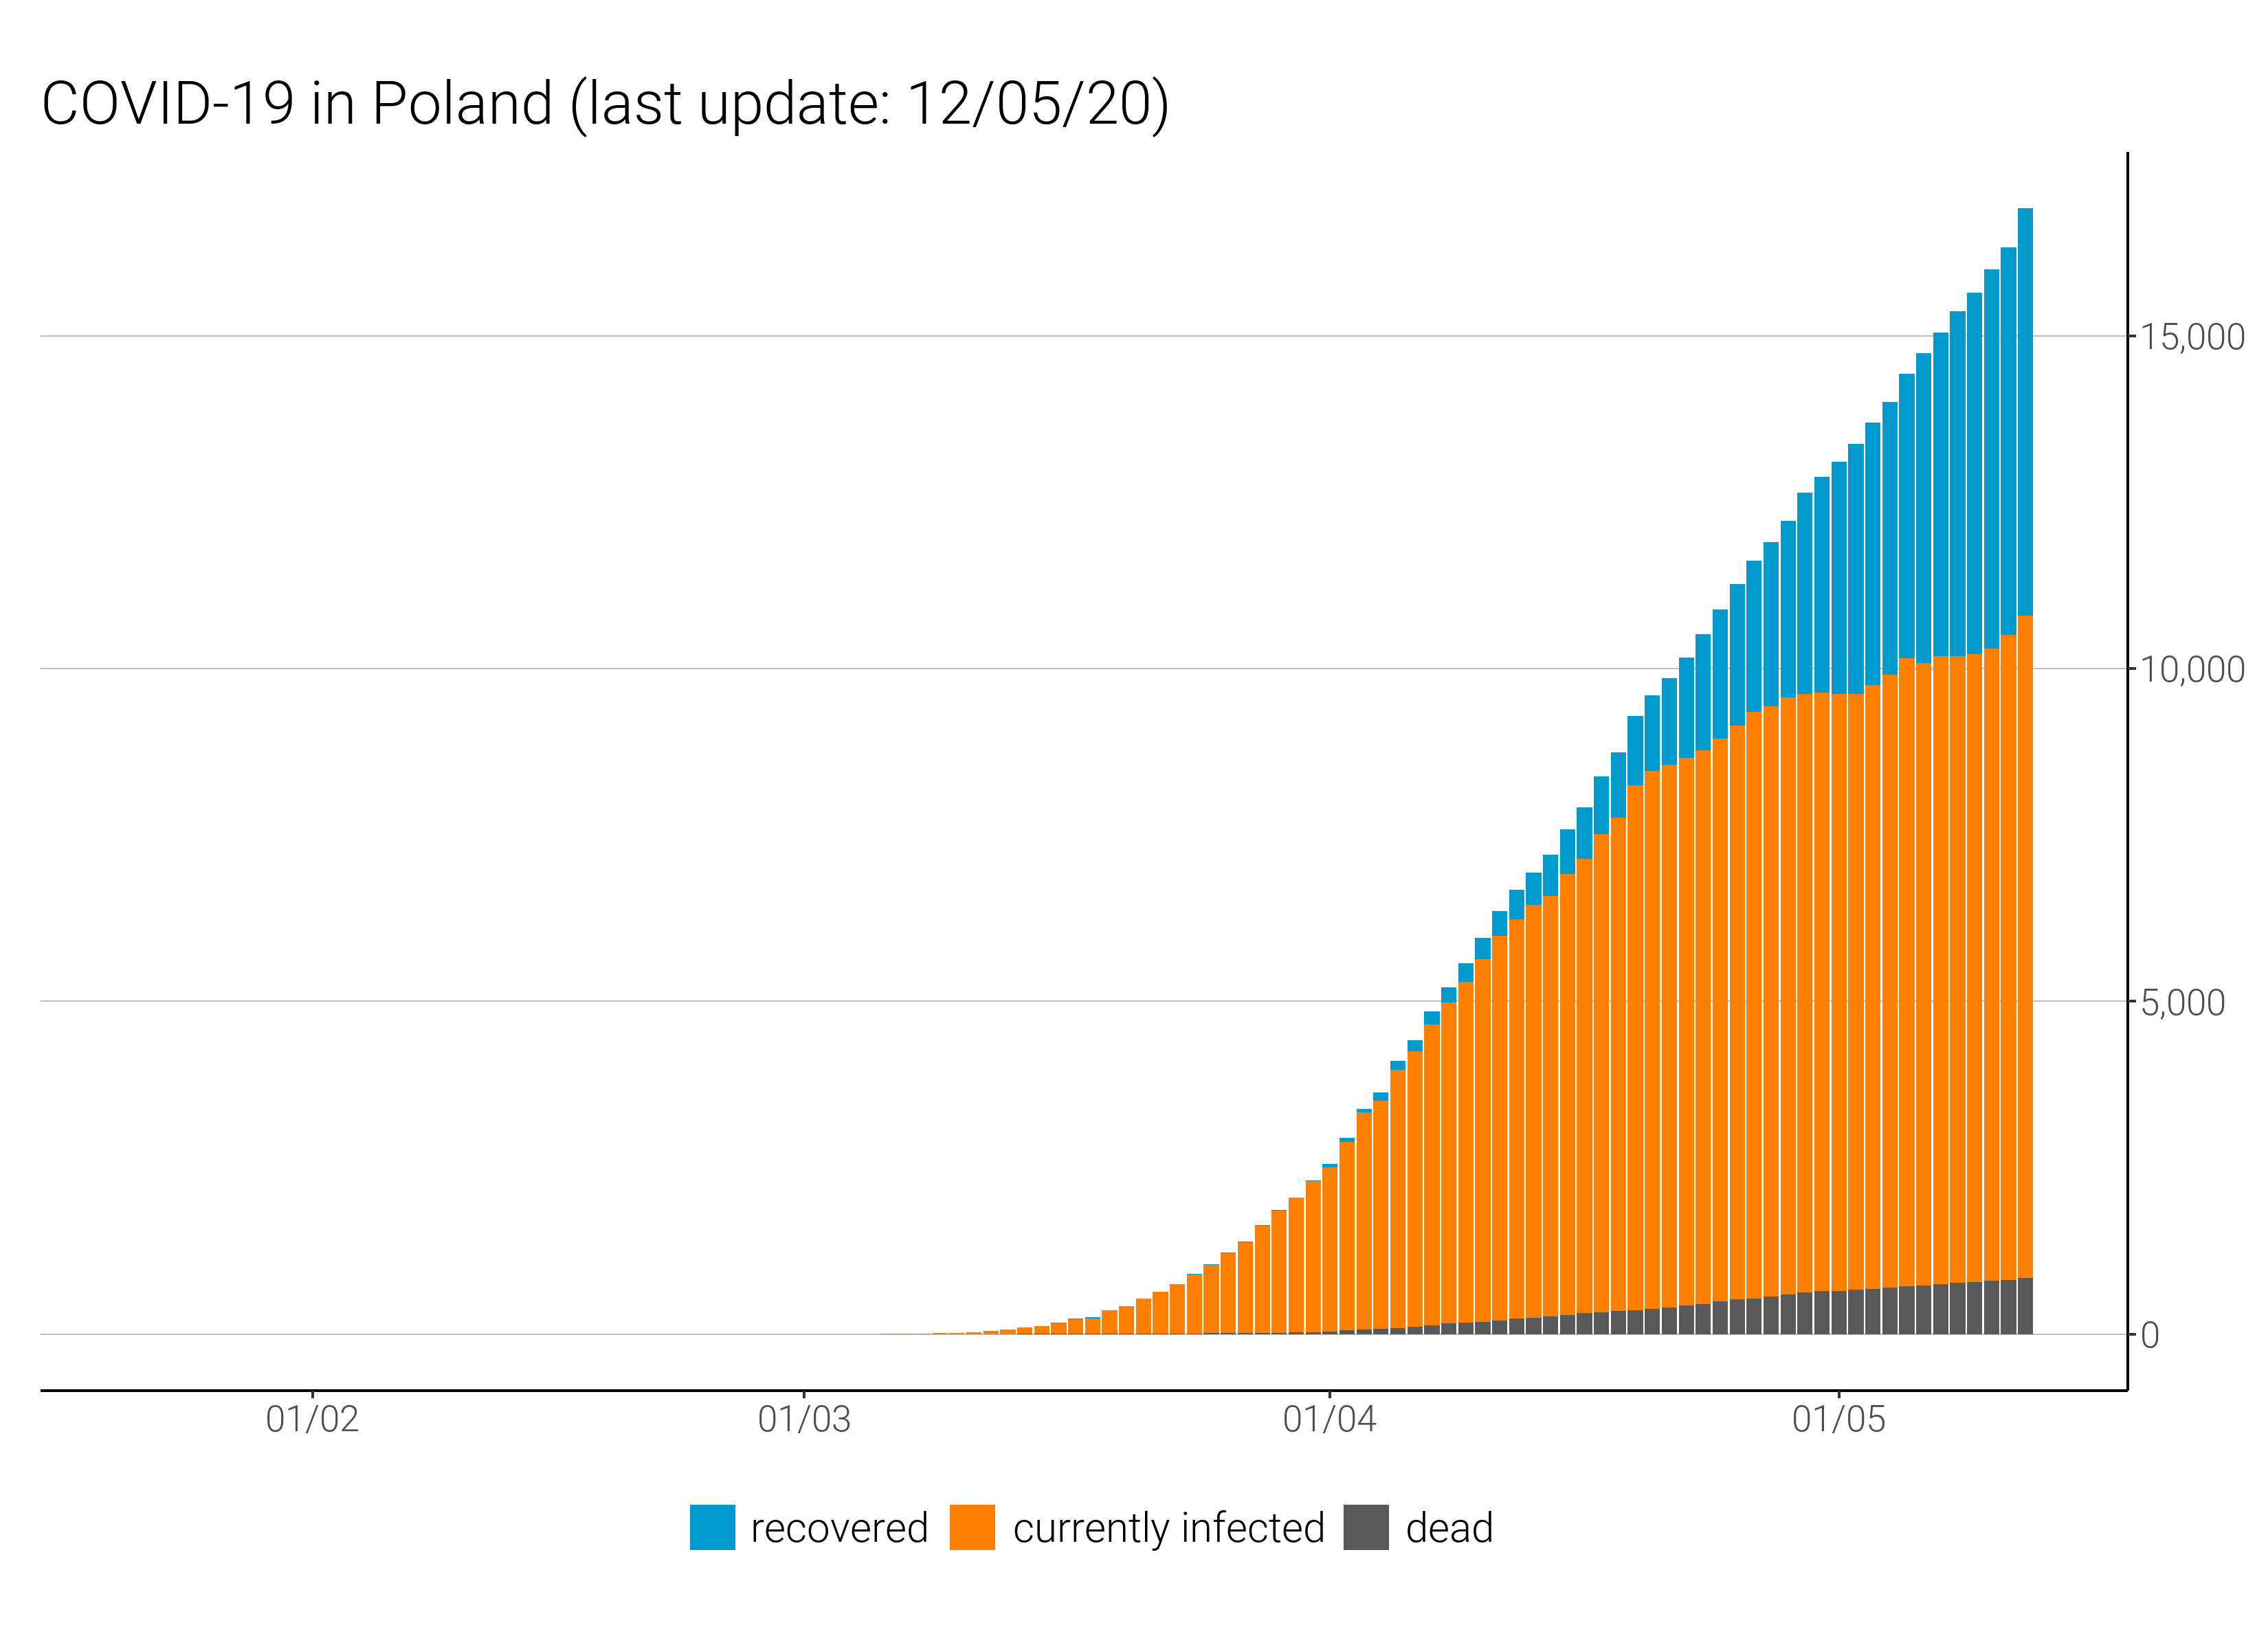 COVID-19 in Poland (last update: 12/05/20)
15,000
10,000
5,000
0
01/02 01/03 01/04 01/05
recovered currently infected dead